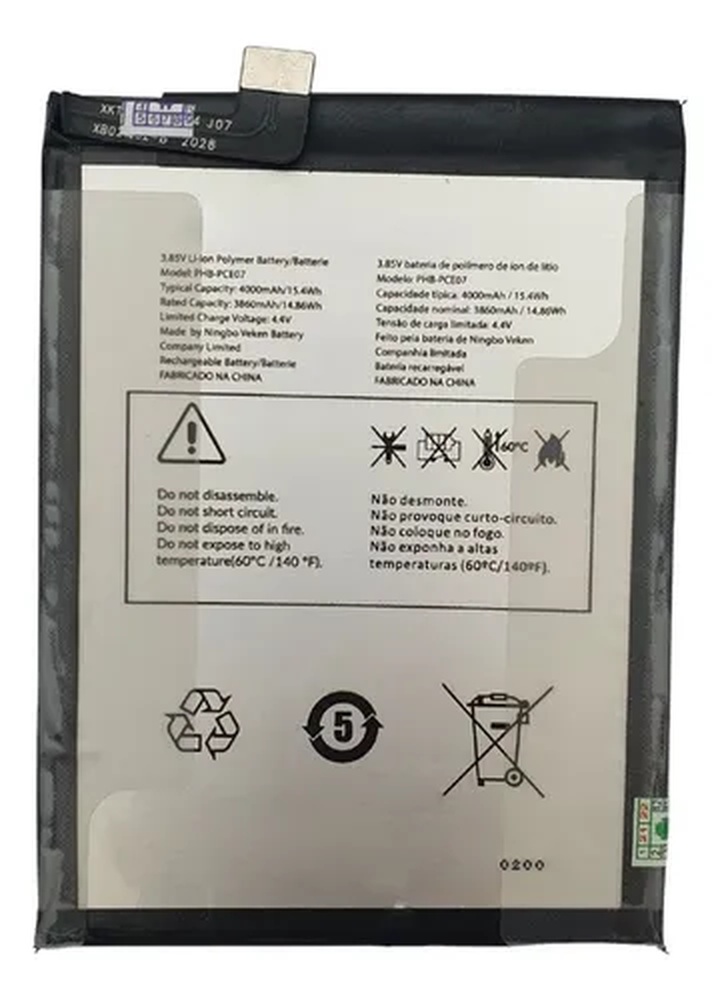 XKT
4 J07
2028
3.85V Li-ion Polymer Battery/Batterie
Model: PHB-PCE07
Typical Capacity: 4000mAh/15.4Wh
Rated Capacity: 3860mAh/14.86Wh
Limited Charge Voltage: 4.4V
Made by Ningbo Veken Battery
Company Limited
Rechargeable Battery/Batterie
FABRICADO NA CHINA
3.85V bateria de polímero de íon de lítio
Modelo: PHB-PCE07
Capacidade típica: 4000mAh / 15.4Wh
Capacidade nominal: 3860mAh / 14.86Wh
Tensão de carga limitada: 4.4V
Feito pela bateria de Ningbo Veken
Companhia limitada
Bateria recarregável
FABRICADO NA CHINA
60°C
Do not disassemble.
Do not short circuit.
Do not dispose of in fire.
Do not expose to high
temperature(60°C /140 °F).
Não desmonte.
Não provoque curto-circuito.
Não coloque no fogo.
Não exponha a altas
temperaturas (60ºC/140ºF).
5
0200